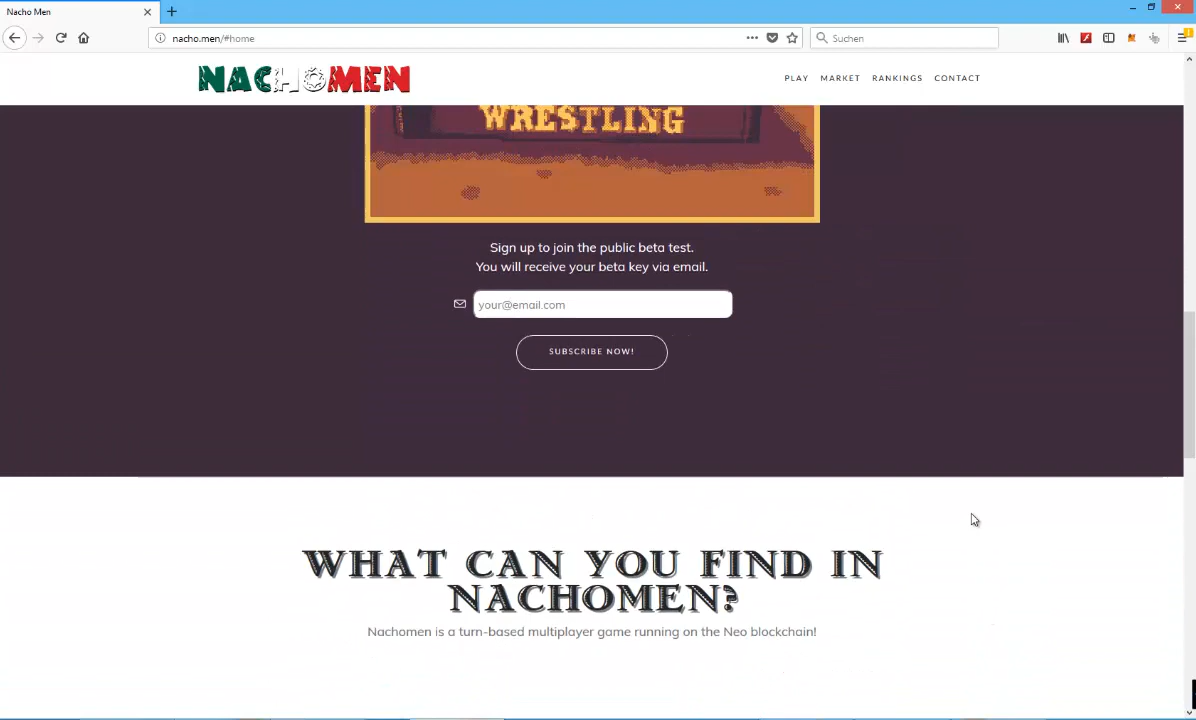 Nacho Men
nacho.men/#home
Suchen
NACHOMEN
PLAY MARKET RANKINGS CONTACT
WRESTLING
Sign up to join the public beta test.
You will receive your beta key via email.
your@email.com
SUBSCRIBE NOW!
WHAT CAN YOU FIND IN
NACHOMEN?
Nachomen is a turn-based multiplayer game running on the Neo blockchain!